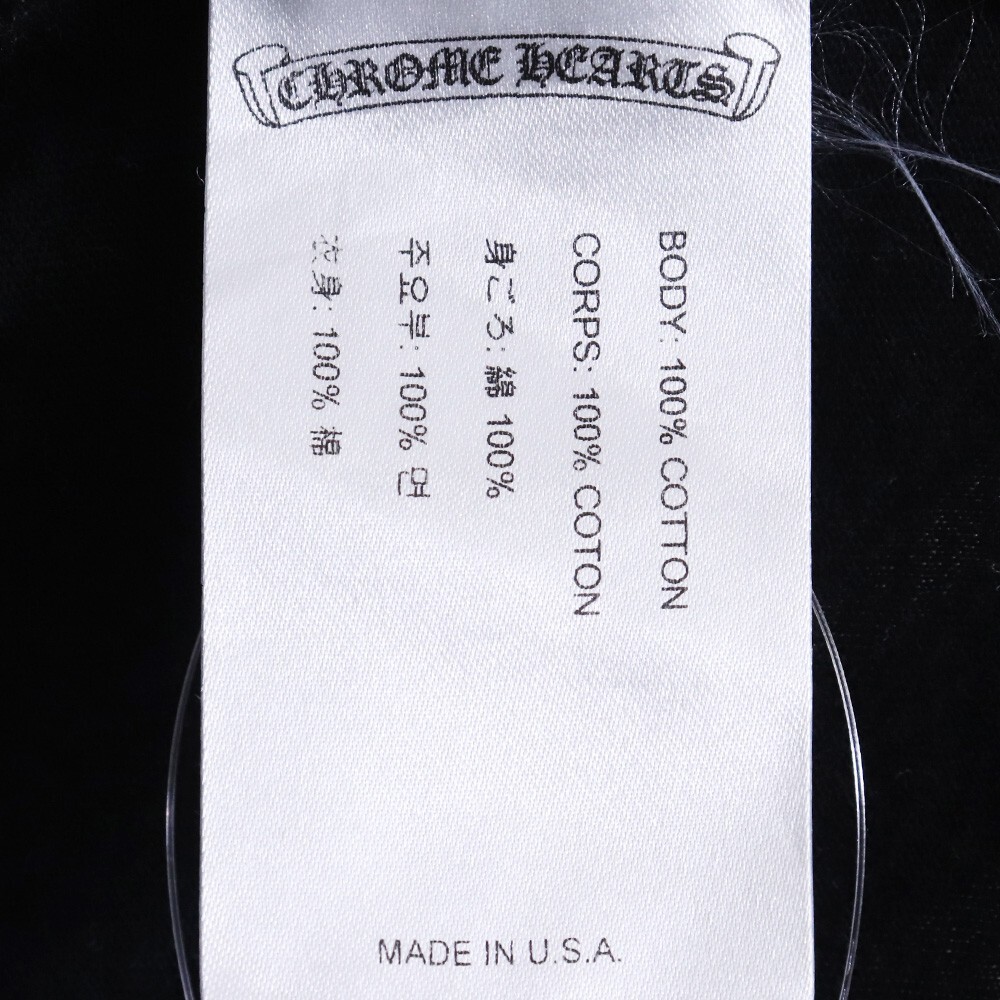 CHROME HEARTS
BODY: 100% COTTON
CORPS: 100% COTON
身ごろ: 綿 100%
주요부: 100% 면
衣身: 100% 棉
MADE IN U.S.A.